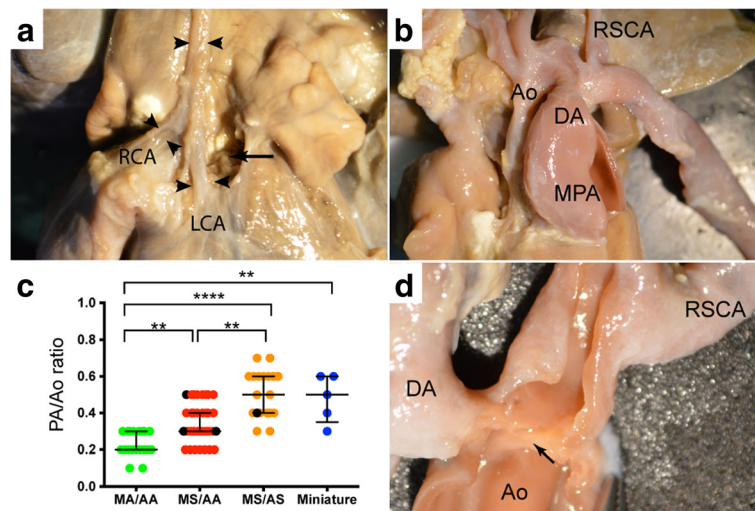 a
RCA
LCA
b
RSCA
Ao
DA
MPA
c
**
****
**
**
PA/Ao ratio
1.0
0.8
0.6
0.4
0.2
0.0
MA/AA MS/AA MS/AS Miniature
d
RSCA
DA
Ao